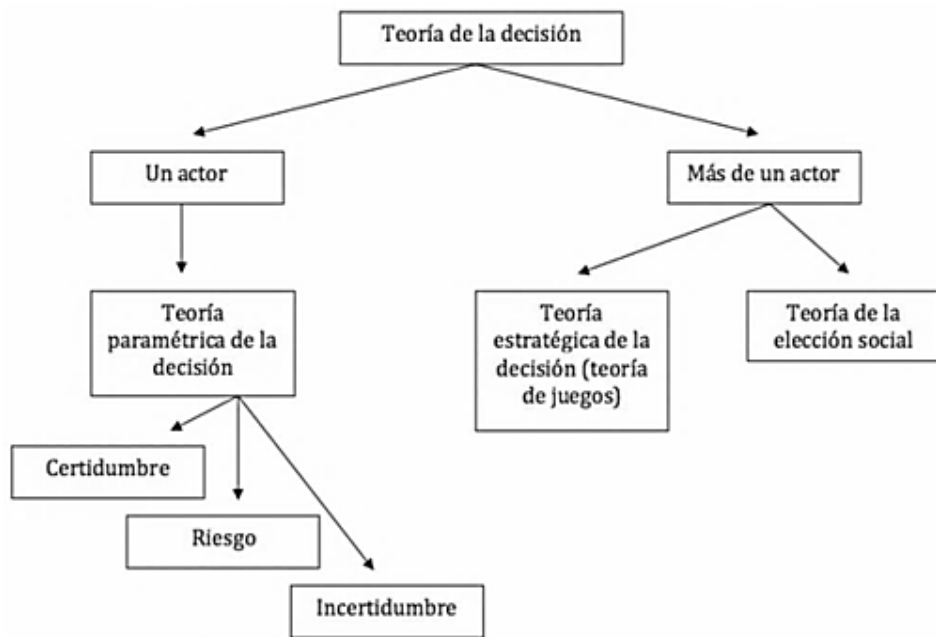 Teoría de la decisión
Un actor
Más de un actor
Teoría
paramétrica de la
decisión
Teoría
estratégica de la
decisión (teoría
de juegos)
Teoría de la
elección social
Certidumbre
Riesgo
Incertidumbre